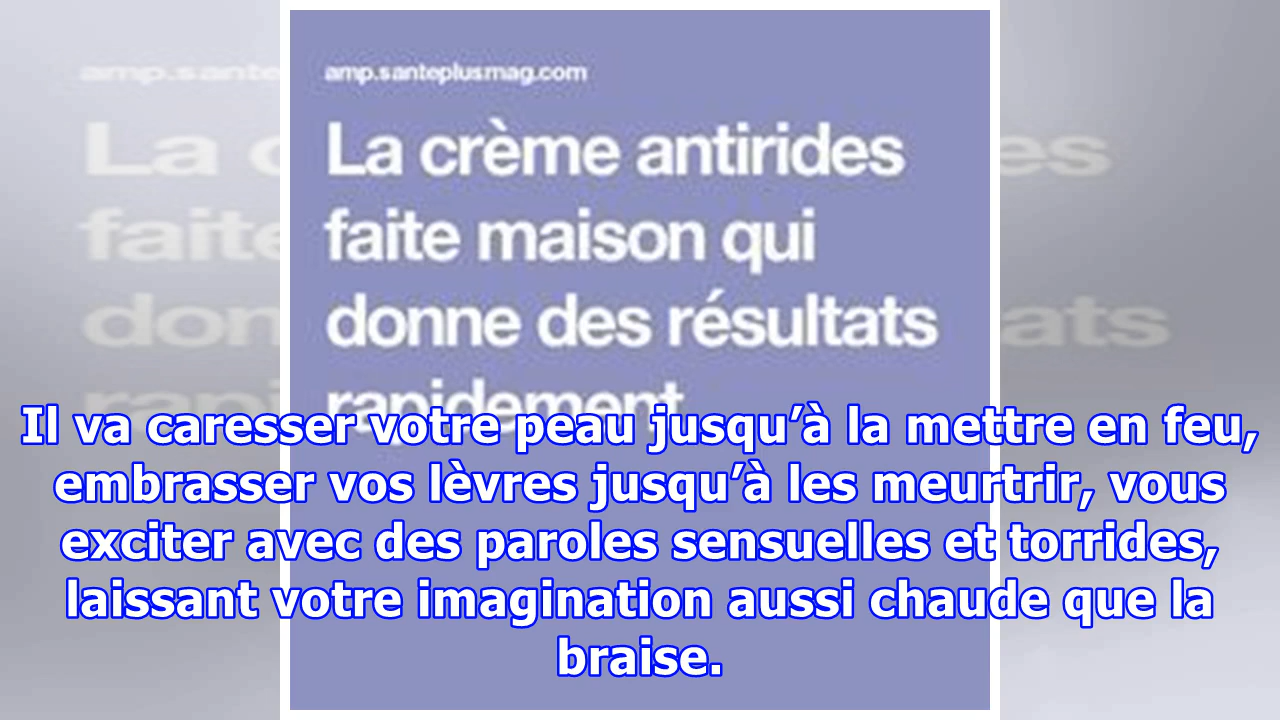 amp.santeplusmag.com
La crème antirides
faite maison qui
donne des résultats
rapidement
Il va caresser votre peau jusqu’à la mettre en feu,
embrasser vos lèvres jusqu’à les meurtrir, vous
exciter avec des paroles sensuelles et torrides,
laissant votre imagination aussi chaude que la
braise.